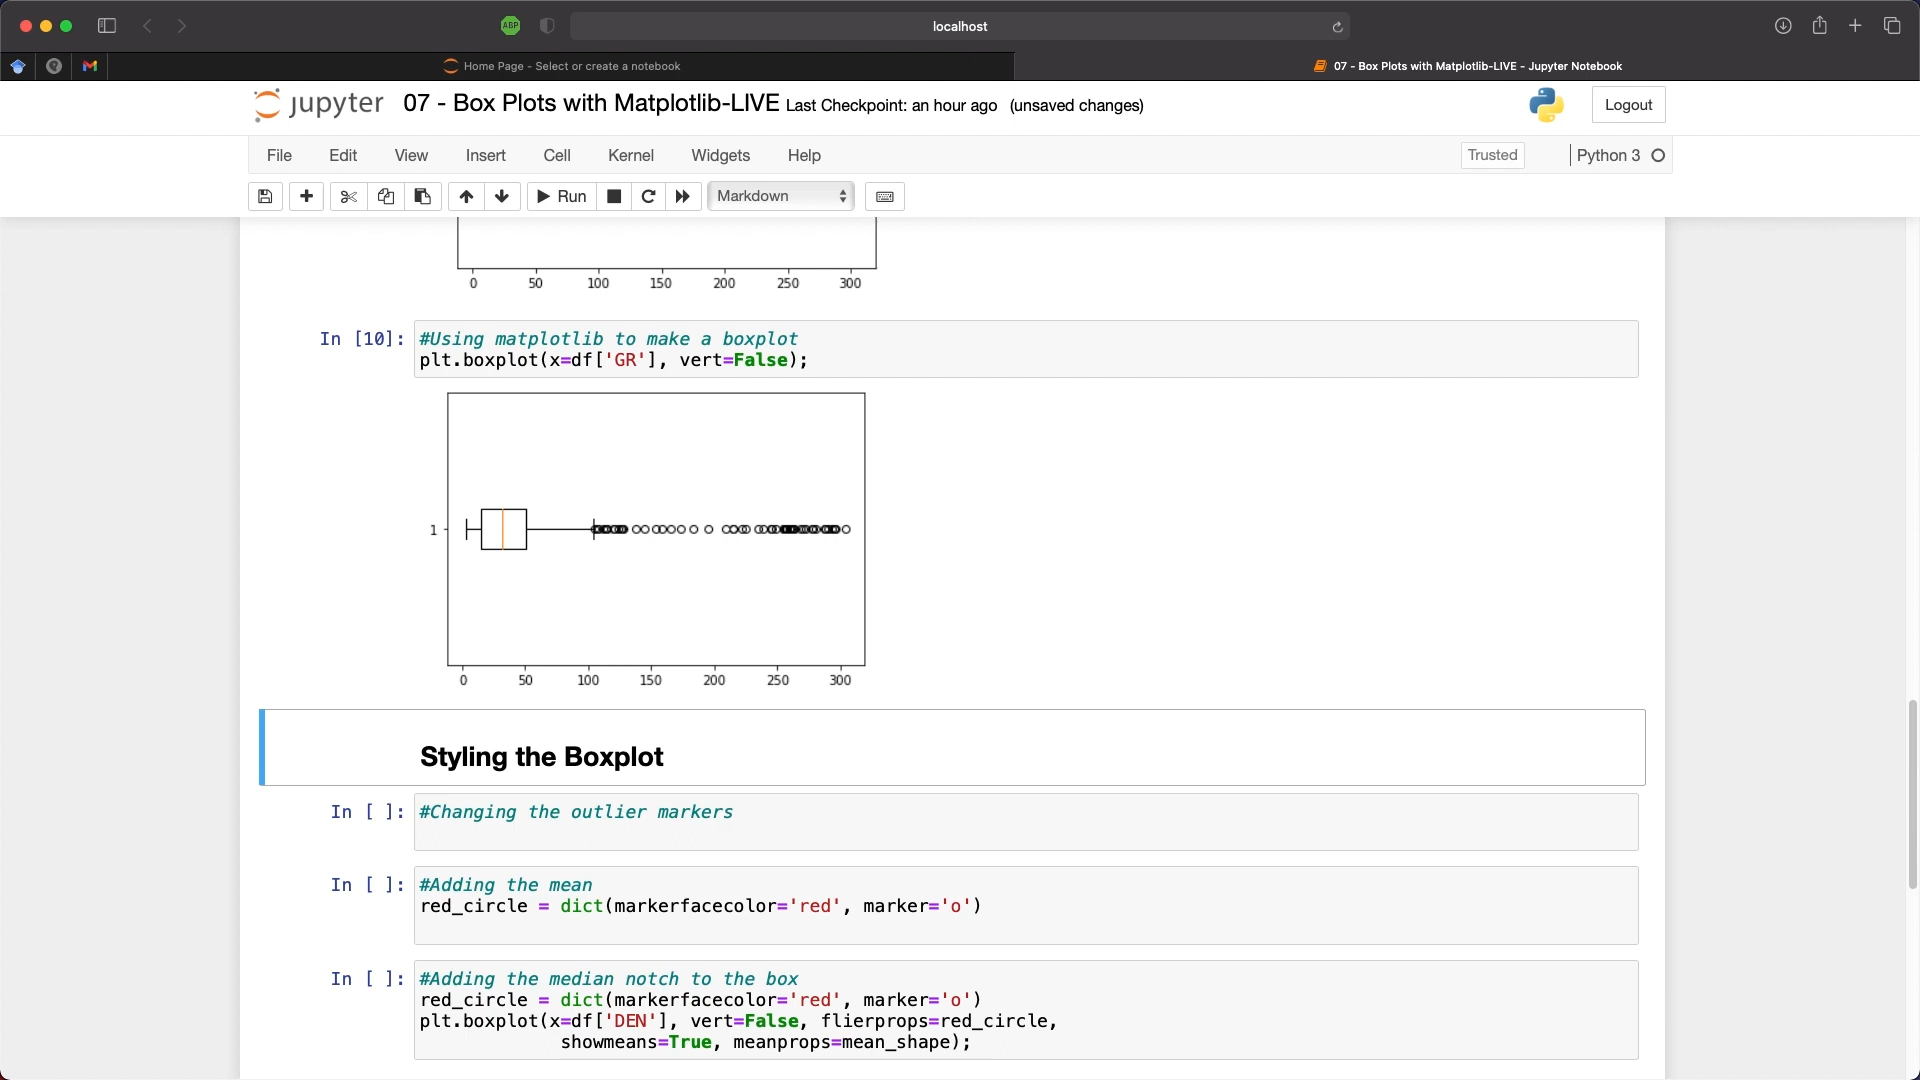 localhost
ABP
Home Page - Select or create a notebook
07 - Box Plots with Matplotlib-LIVE - Jupyter Notebook
jupyter 07 - Box Plots with Matplotlib-LIVE Last Checkpoint: an hour ago (unsaved changes)
Logout
File Edit View Insert Cell Kernel Widgets Help
Trusted
Python 3
Run
Markdown
0 50 100 150 200 250 300
In [10]: #Using matplotlib to make a boxplot
plt.boxplot(x=df['GR'], vert=False);
1
0 50 100 150 200 250 300
Styling the Boxplot
In [ ]: #Changing the outlier markers
In [ ]: #Adding the mean
red_circle = dict(markerfacecolor='red', marker='o')
In [ ]: #Adding the median notch to the box
red_circle = dict(markerfacecolor='red', marker='o')
plt.boxplot(x=df['DEN'], vert=False, flierprops=red_circle,
showmeans=True, meanprops=mean_shape);